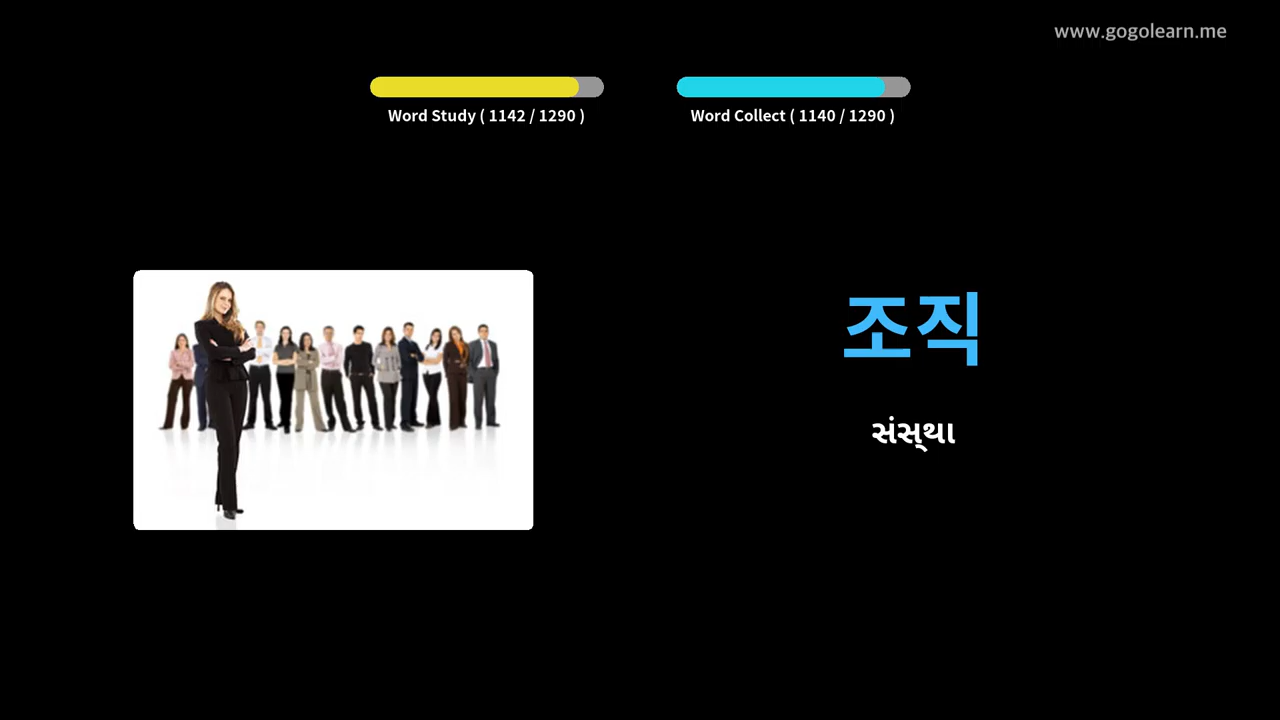 www.gogolearn.me
Word Study ( 1142 / 1290 )
Word Collect ( 1140 / 1290 )
조직
સંસ્થા